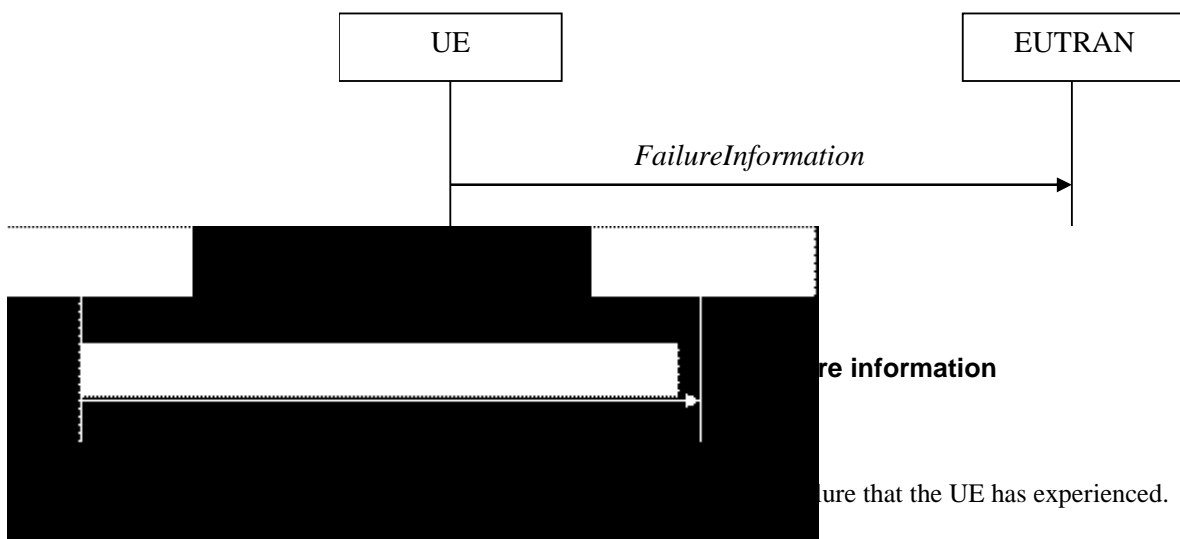 UE
EUTRAN
FailureInformation
re information
lure that the UE has experienced.